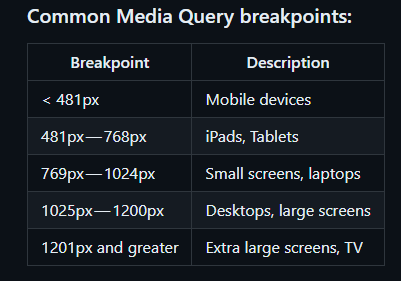 Common Media Query breakpoints:
Breakpoint Description
< 481px Mobile devices
481px — 768px iPads, Tablets
769px — 1024px Small screens, laptops
1025px — 1200px Desktops, large screens
1201px and greater Extra large screens, TV